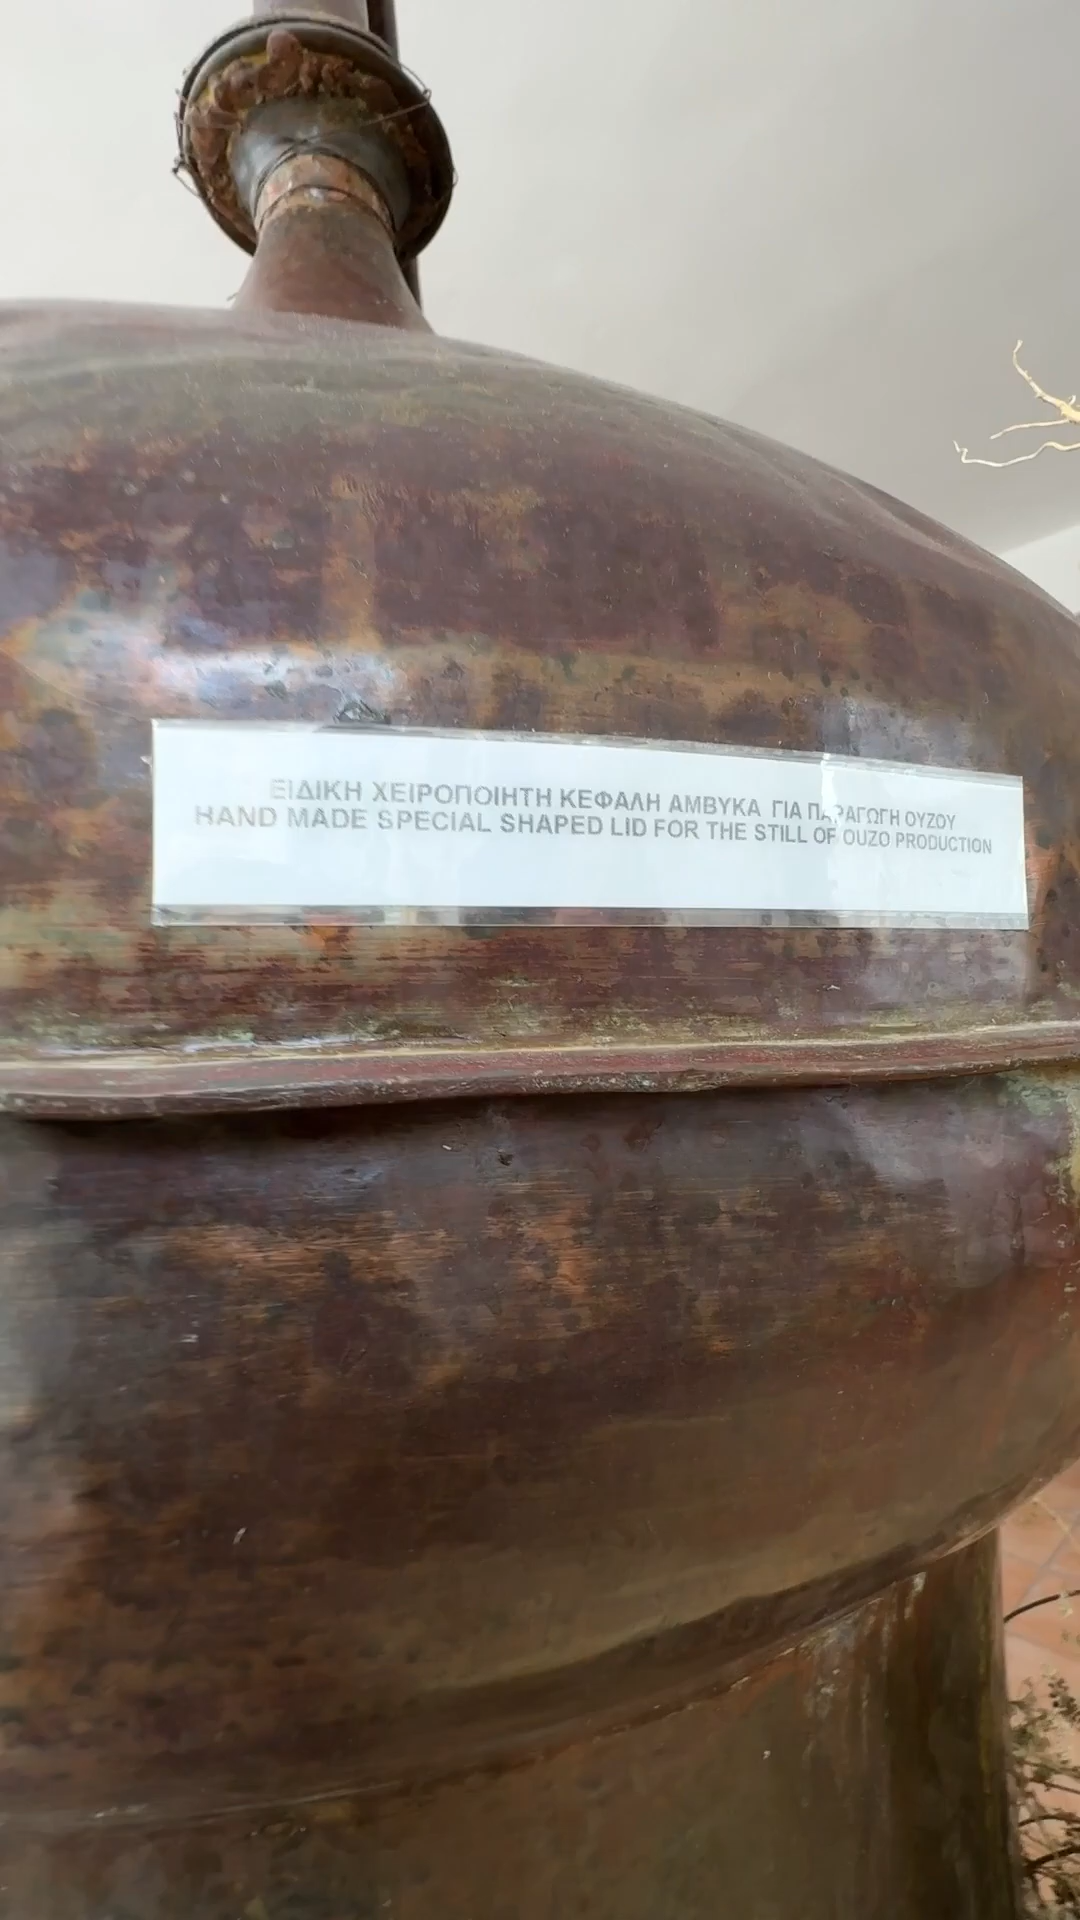 ΕΙΔΙΚΗ ΧΕΙΡΟΠΟΙΗΤΗ ΚΕΦΑΛΗ ΑΜΒΥΚΑ ΓΙΑ ΠΑΡΑΓΩΓΗ ΟΥΖΟΥ
HAND MADE SPECIAL SHAPED LID FOR THE STILL OF OUZO PRODUCTION